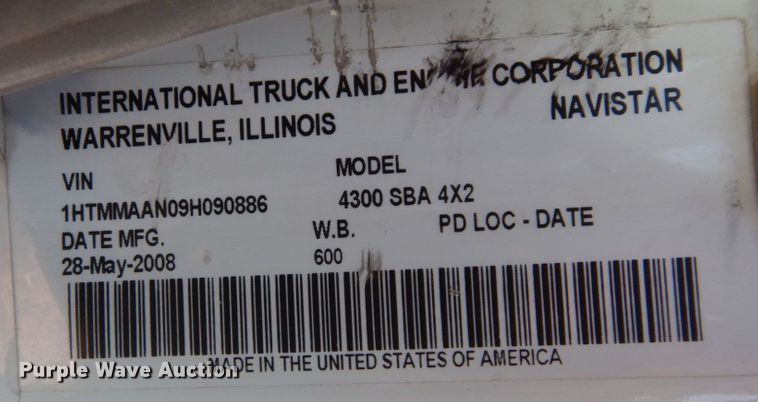 INTERNATIONAL TRUCK AND CORPORATION
WARRENVILLE, ILLINOIS NAVISTAR
VIN MODEL
1HTMMAAN09H090886 4300 SBA 4X2
DATE MFG. W.B. PD LOC - DATE
28-May-2008 600
MADE IN THE UNITED STATES OF AMERICA
Purple Wave Auction